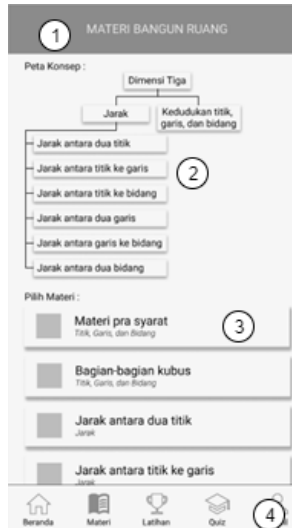 1
MATERI BANGUN RUANG
Peta Konsep :
Dimensi Tiga
Jarak
Kedudukan titik,
garis, dan bidang
Jarak antara dua titik
Jarak antara titik ke garis
Jarak antara titik ke bidang
Jarak antara dua garis
Jarak antara garis ke bidang
Jarak antara dua bidang
2
Pilih Materi :
Materi pra syarat
Titik, Garis, dan Bidang
3
Bagian-bagian kubus
Titik, Garis, dan Bidang
Jarak antara dua titik
Jarak
Jarak antara titik ke garis
Jarak
Beranda
Materi
Latihan
Quiz
4